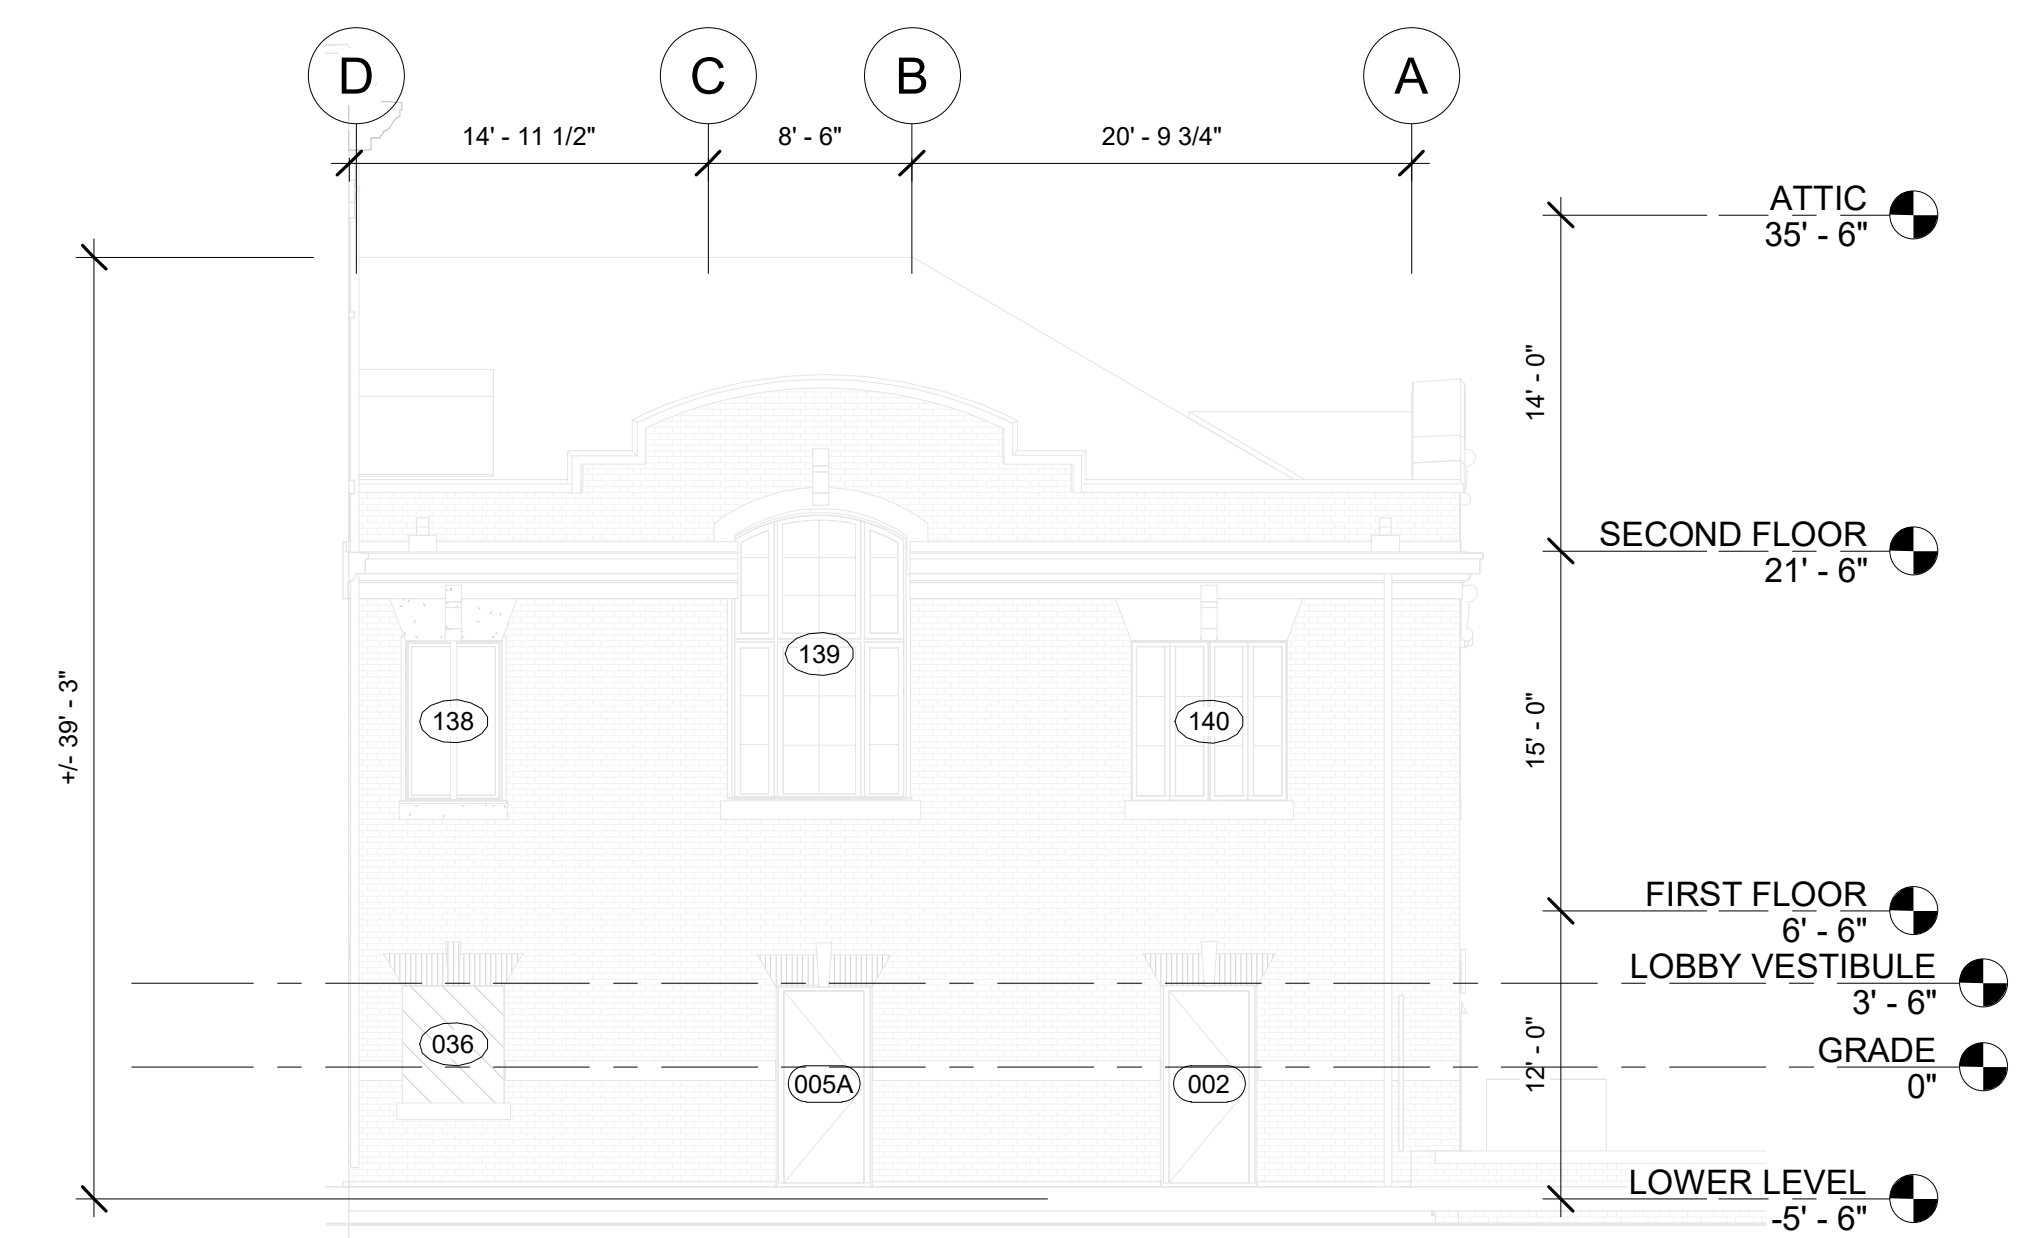 D C B A
14' - 11 1/2" 8' - 6" 20' - 9 3/4"
ATTIC
35' - 6"
14' - 0"
SECOND FLOOR
21' - 6"
139
138
140
+/- 39' - 3"
15' - 0"
FIRST FLOOR
6' - 6"
LOBBY VESTIBULE
3' - 6"
036
12' - 0"
GRADE
0"
005A
002
LOWER LEVEL
-5' - 6"